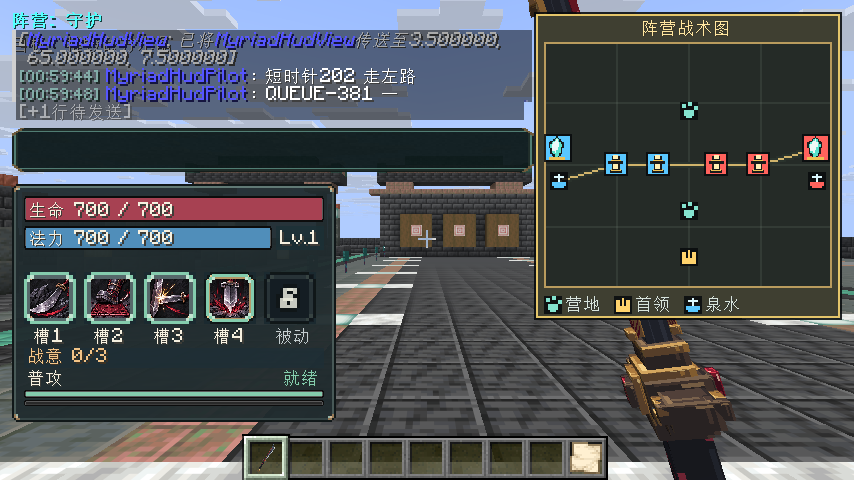 阵营: 守护
[MyriadHudView: 已将MyriadHudView传送至3.500000,
65.000000, 7.500000]
[00:59:44] MyriadHudPilot: 短时针202 走左路
[00:59:48] MyriadHudPilot: QUEUE-381 一
[+1行待发送]
阵营战术图
生命 700 / 700
法力 700 / 700 Lv.1
槽1 槽2 槽3 槽4 被动
战意 0/3
普攻 就绪
营地 首领 泉水